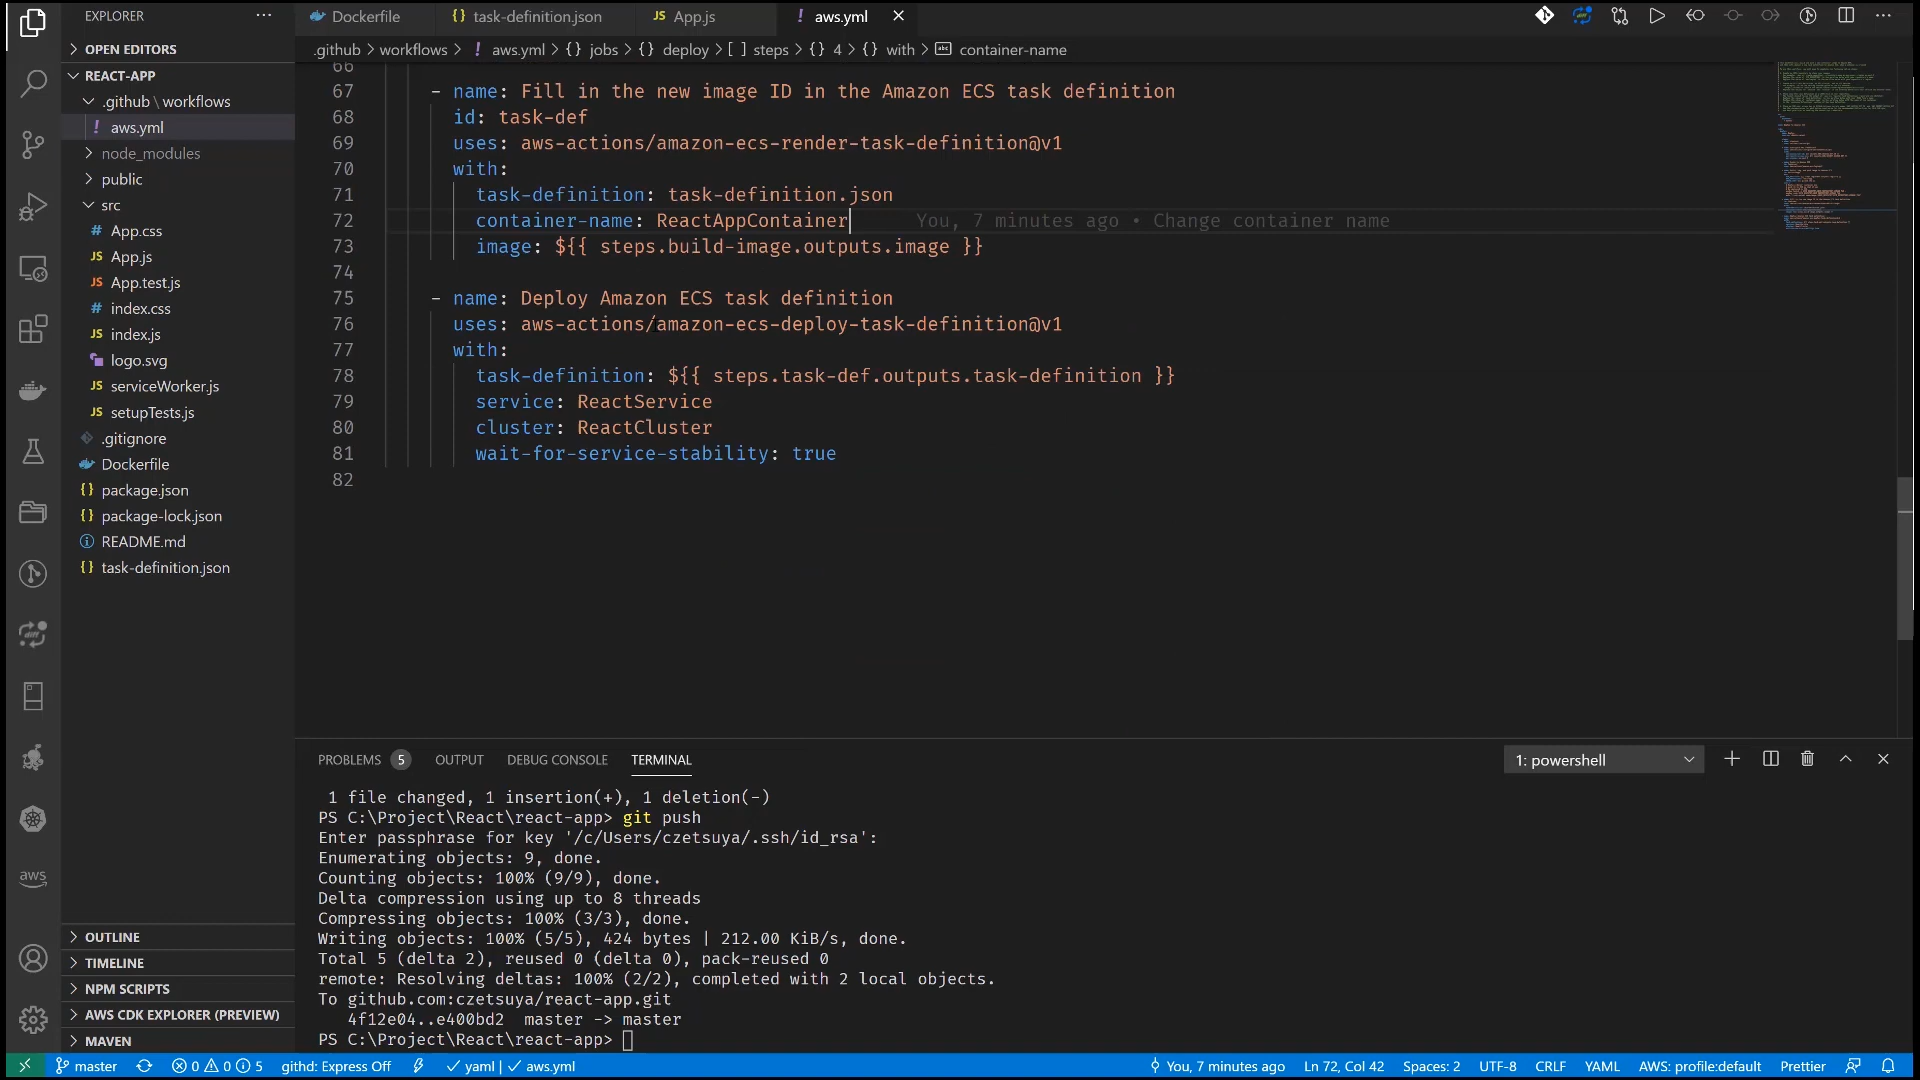 EXPLORER
···
Dockerfile
{} task-definition.json
JS App.js
! aws.yml
.github > workflows > ! aws.yml > {} jobs > {} deploy > [ ] steps > {} 4 > {} with > abc container-name
OPEN EDITORS
REACT-APP
.github \ workflows
! aws.yml
node_modules
public
src
# App.css
JS App.js
JS App.test.js
# index.css
JS index.js
logo.svg
JS serviceWorker.js
JS setupTests.js
.gitignore
Dockerfile
{} package.json
{} package-lock.json
README.md
{} task-definition.json
OUTLINE
TIMELINE
NPM SCRIPTS
AWS CDK EXPLORER (PREVIEW)
MAVEN
aws
66
67 - name: Fill in the new image ID in the Amazon ECS task definition
68 id: task-def
69 uses: aws-actions/amazon-ecs-render-task-definition@v1
70 with:
71 task-definition: task-definition.json
72 container-name: ReactAppContainer You, 7 minutes ago • Change container name
73 image: ${{ steps.build-image.outputs.image }}
74
75 - name: Deploy Amazon ECS task definition
76 uses: aws-actions/amazon-ecs-deploy-task-definition@v1
77 with:
78 task-definition: ${{ steps.task-def.outputs.task-definition }}
79 service: ReactService
80 cluster: ReactCluster
81 wait-for-service-stability: true
82
PROBLEMS 5 OUTPUT DEBUG CONSOLE TERMINAL
1: powershell
1 file changed, 1 insertion(+), 1 deletion(-)
PS C:\Project\React\react-app> git push
Enter passphrase for key '/c/Users/czetsuya/.ssh/id_rsa':
Enumerating objects: 9, done.
Counting objects: 100% (9/9), done.
Delta compression using up to 8 threads
Compressing objects: 100% (3/3), done.
Writing objects: 100% (5/5), 424 bytes | 212.00 KiB/s, done.
Total 5 (delta 2), reused 0 (delta 0), pack-reused 0
remote: Resolving deltas: 100% (2/2), completed with 2 local objects.
To github.com:czetsuya/react-app.git
4f12e04..e400bd2 master -> master
PS C:\Project\React\react-app>
master 0 0 5 githd: Express Off yaml | aws.yml You, 7 minutes ago Ln 72, Col 42 Spaces: 2 UTF-8 CRLF YAML AWS: profile:default Prettier